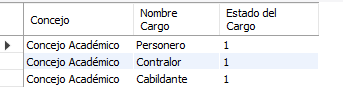 Concejo Nombre Cargo Estado del Cargo
Concejo Académico Personero 1
Concejo Académico Contralor 1
Concejo Académico Cabildante 1